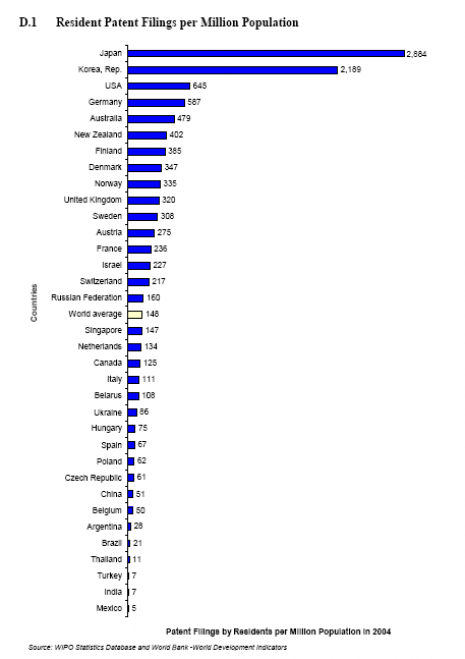 D.1 Resident Patent Filings per Million Population
Japan 2,884
Korea, Rep. 2,189
USA 645
Germany 587
Australia 479
New Zealand 402
Finland 385
Denmark 347
Norway 335
United Kingdom 320
Sweden 308
Austria 275
France 236
Israel 227
Switzerland 217
Russian Federation 160
World average 148
Singapore 147
Netherlands 134
Canada 125
Italy 111
Belarus 108
Ukraine 86
Hungary 75
Spain 67
Poland 62
Czech Republic 61
China 51
Belgium 50
Argentina 28
Brazil 21
Thailand 11
Turkey 7
India 7
Mexico 5
Countries
Patent Filings by Residents per Million Population in 2004
Source: WIPO Statistics Database and World Bank -World Development Indicators